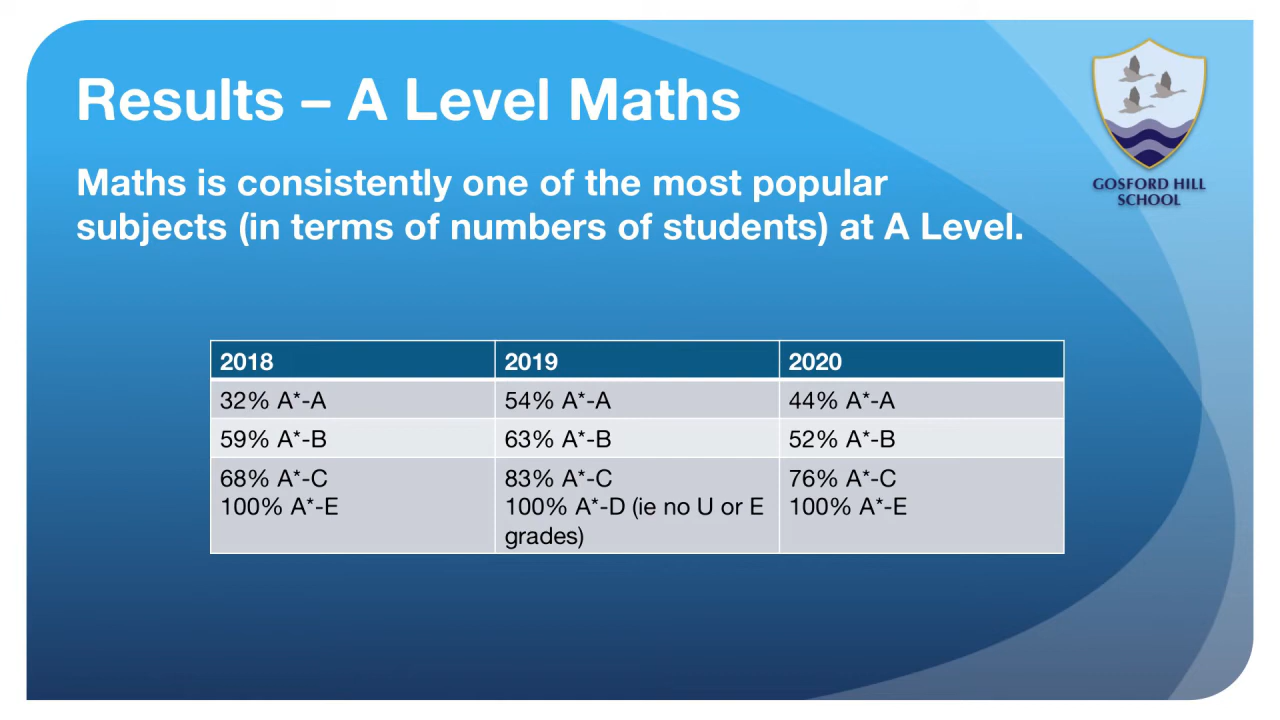 Results – A Level Maths
GOSFORD HILL
SCHOOL
Maths is consistently one of the most popular
subjects (in terms of numbers of students) at A Level.
2018 2019 2020
32% A*-A 54% A*-A 44% A*-A
59% A*-B 63% A*-B 52% A*-B
68% A*-C 83% A*-C 76% A*-C
100% A*-E 100% A*-D (ie no U or E 100% A*-E
grades)